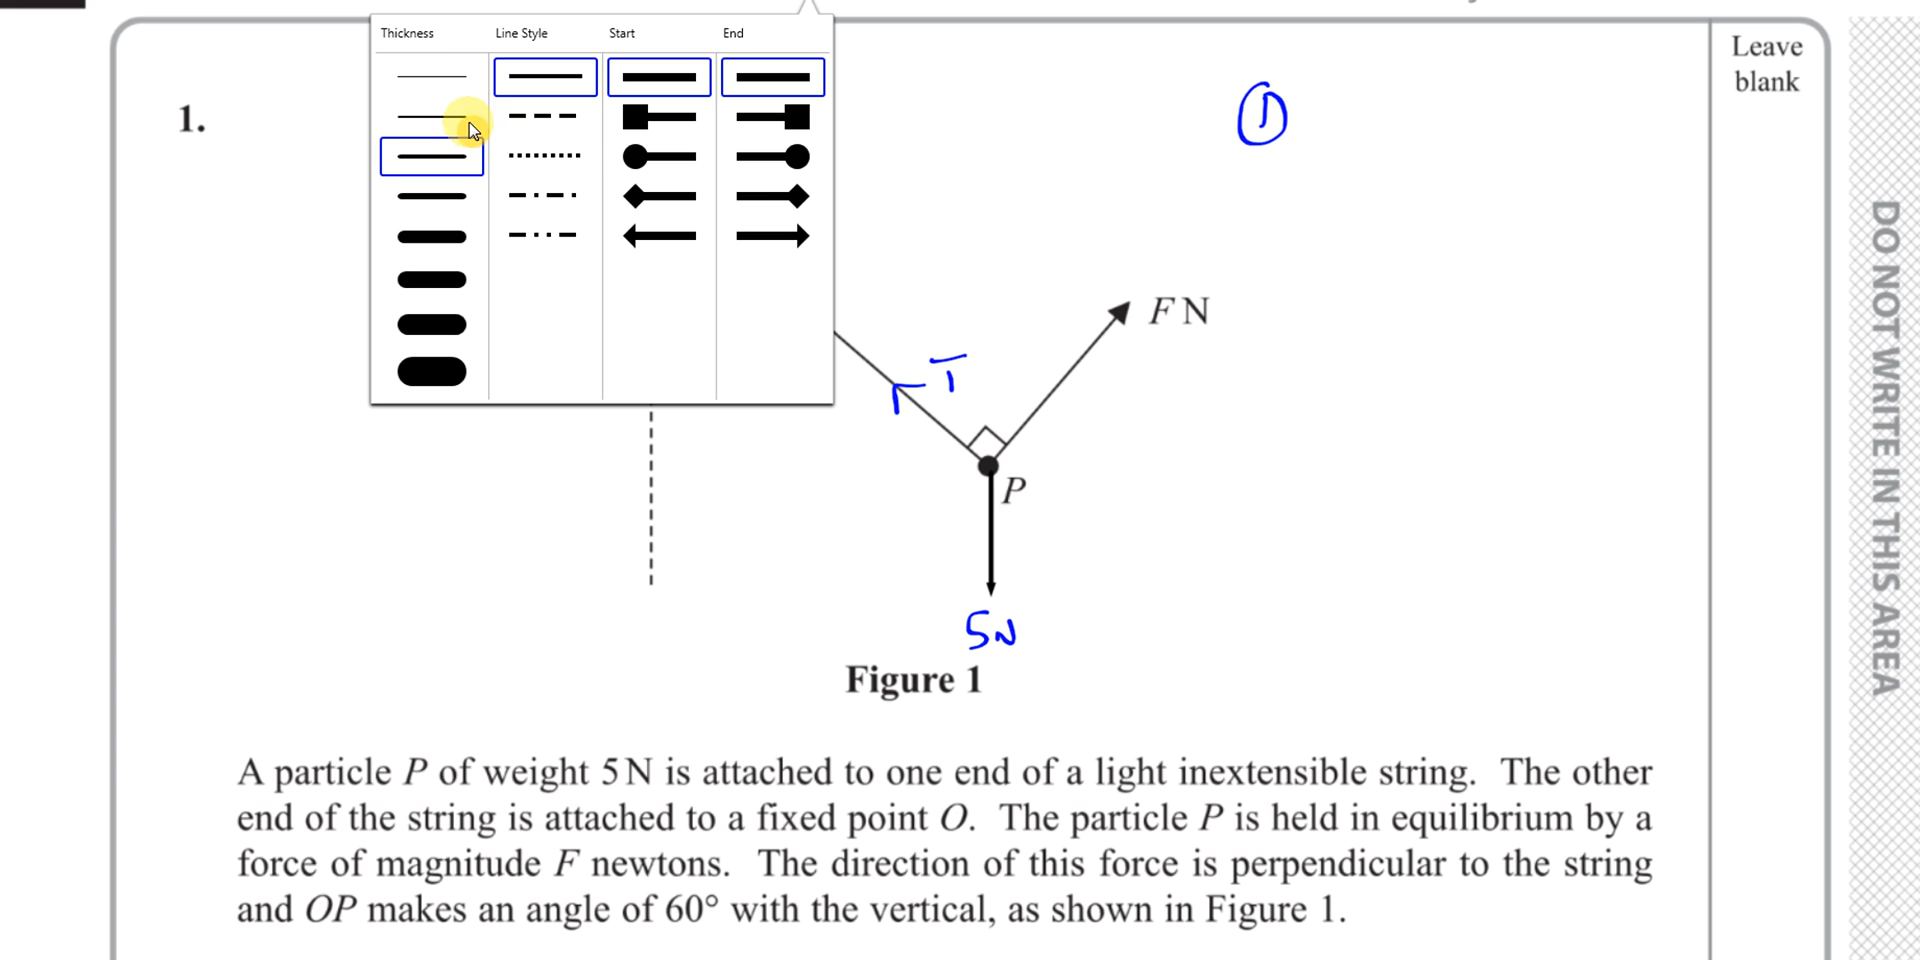 Thickness Line Style Start End
Leave
blank
1.
1
F N
T
P
5N
Figure 1
A particle P of weight 5 N is attached to one end of a light inextensible string. The other
end of the string is attached to a fixed point O. The particle P is held in equilibrium by a
force of magnitude F newtons. The direction of this force is perpendicular to the string
and OP makes an angle of 60° with the vertical, as shown in Figure 1.
DO NOT WRITE IN THIS AREA